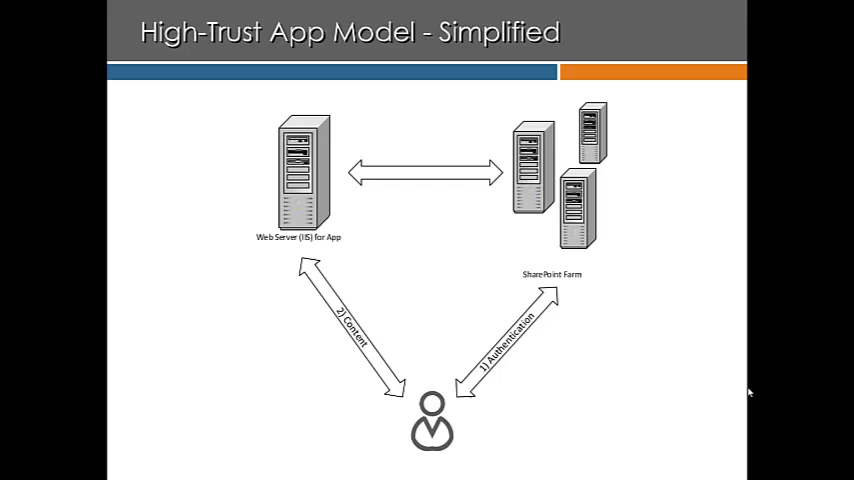 High-Trust App Model - Simplified
Web Server (IIS) for App
SharePoint Farm
2) Content
1) Authentication